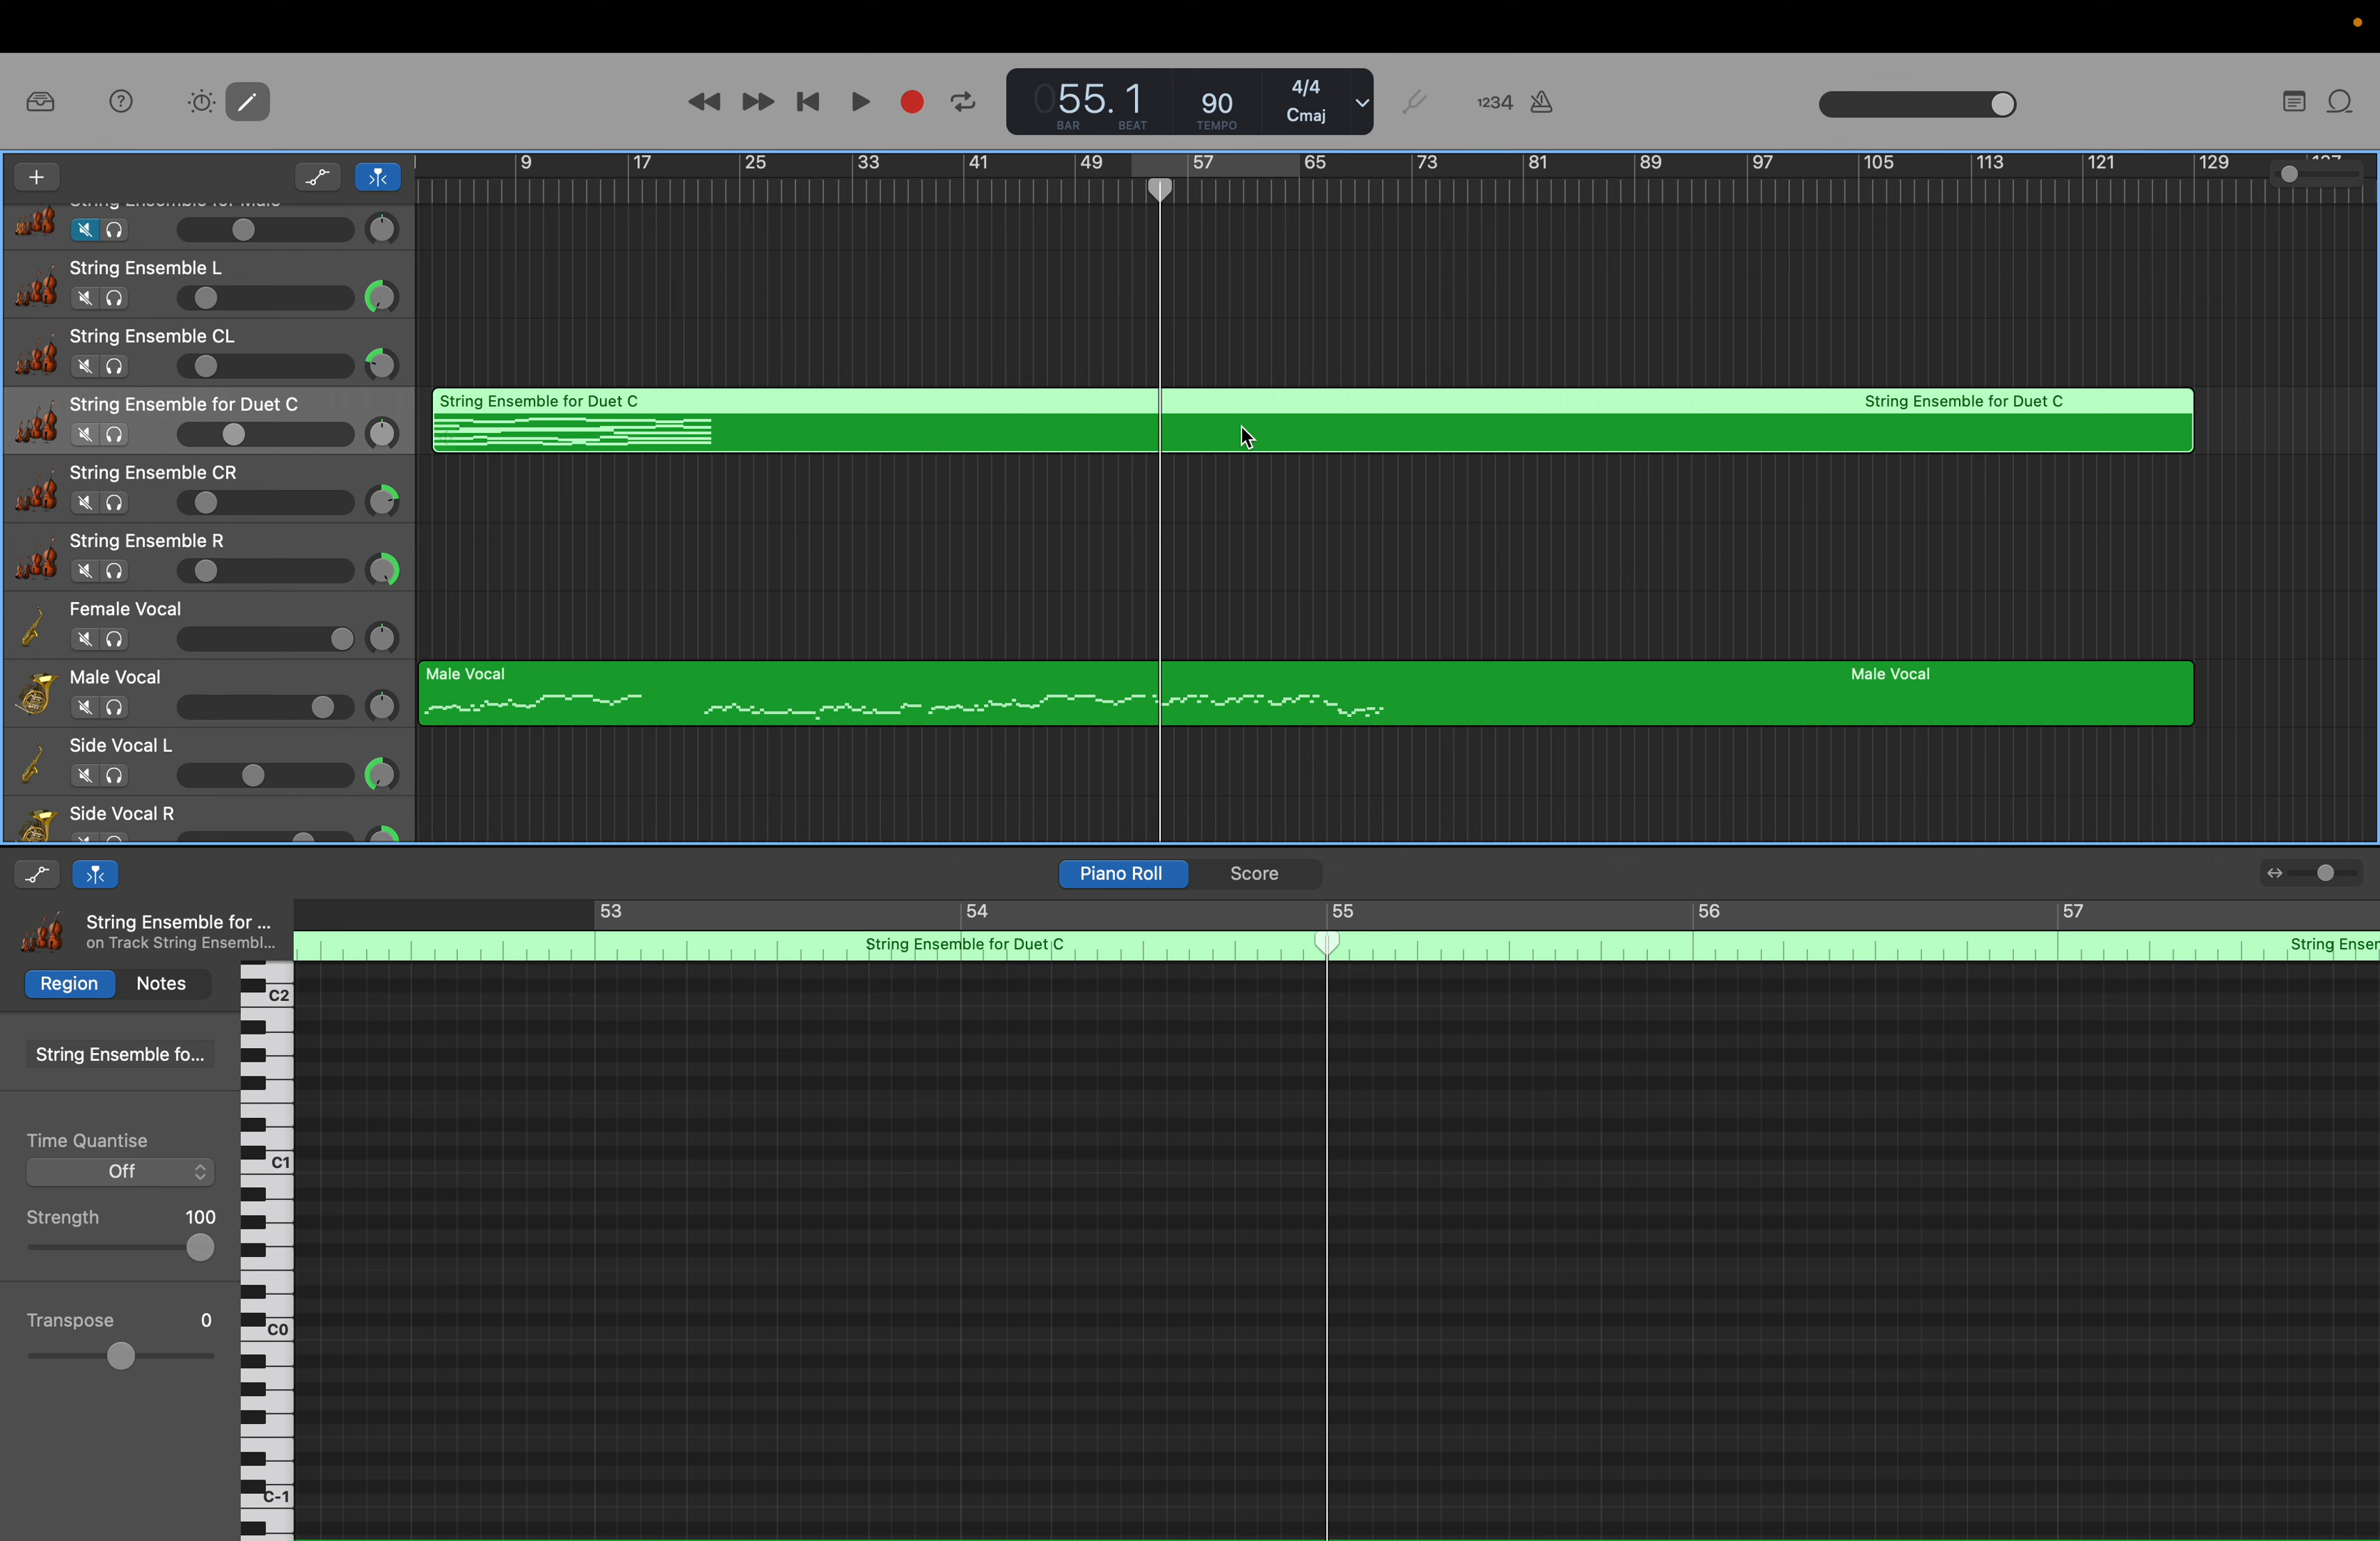 055. 1
BAR BEAT
90
TEMPO
4/4
Cmaj
1234
9 17 25 33 41 49 57 65 73 81 89 97 105 113 121 129
String Ensemble L
String Ensemble CL
String Ensemble for Duet C
String Ensemble for Duet C
String Ensemble for Duet C
String Ensemble CR
String Ensemble R
Female Vocal
Male Vocal
Male Vocal
Male Vocal
Side Vocal L
Side Vocal R
Piano Roll
Score
53 54 55 56 57
String Ensemble for ...
on Track String Ensembl...
String Ensemble for Duet C
String Enser
Region
Notes
C2
String Ensemble fo...
Time Quantise
Off
C1
Strength 100
Transpose 0
C0
C-1